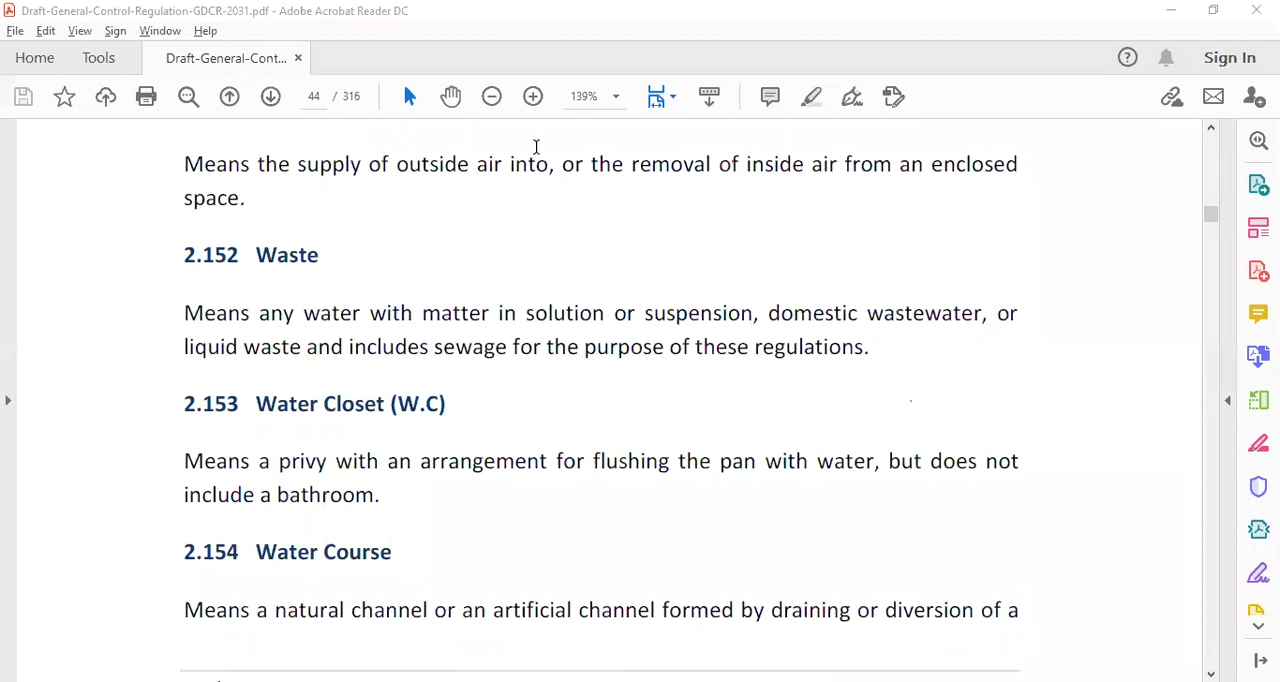 Draft-General-Control-Regulation-GDCR-2031.pdf - Adobe Acrobat Reader DC
File Edit View Sign Window Help
Home Tools Draft-General-Cont... × Sign In
44 / 316 139%
Means the supply of outside air into, or the removal of inside air from an enclosed
space.
2.152 Waste
Means any water with matter in solution or suspension, domestic wastewater, or
liquid waste and includes sewage for the purpose of these regulations.
2.153 Water Closet (W.C)
Means a privy with an arrangement for flushing the pan with water, but does not
include a bathroom.
2.154 Water Course
Means a natural channel or an artificial channel formed by draining or diversion of a